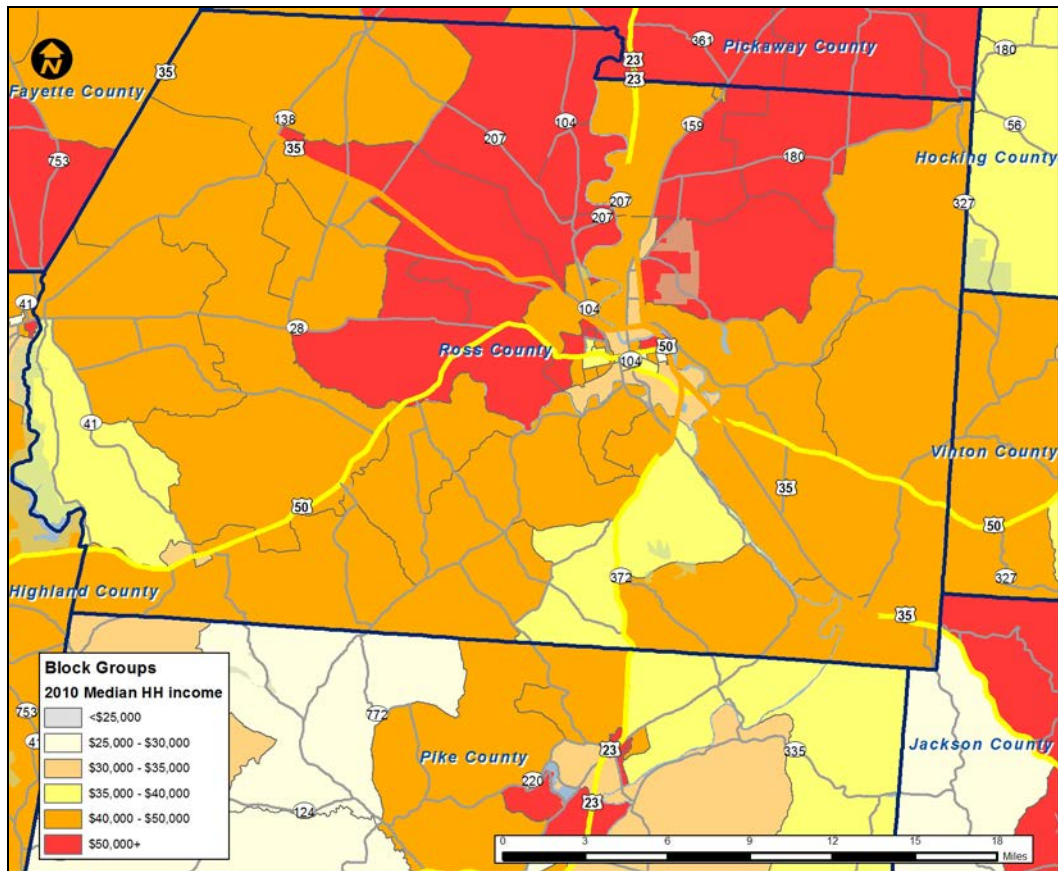 N
361
Pickaway County
180
23
23
35
Fayette County
138
104
159
56
753
35
207
180
Hocking County
327
207
207
41
104
28
Ross County
50
104
41
Vinton County
35
50
50
372
327
Highland County
35
Block Groups
2010 Median HH income
<$25,000
$25,000 - $30,000
$30,000 - $35,000
$35,000 - $40,000
$40,000 - $50,000
$50,000+
753
41
772
Pike County
23
335
Jackson County
220
23
124
0 3 6 9 12 15 18
Miles